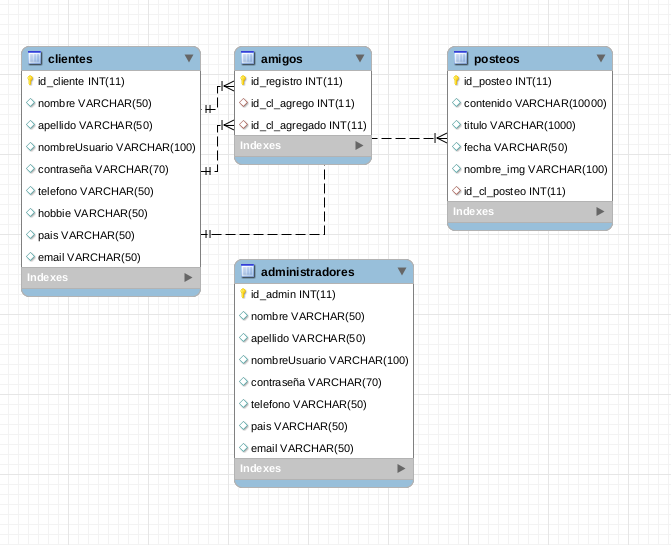 clientes
id_cliente INT(11)
nombre VARCHAR(50)
apellido VARCHAR(50)
nombreUsuario VARCHAR(100)
contraseña VARCHAR(70)
telefono VARCHAR(50)
hobbie VARCHAR(50)
pais VARCHAR(50)
email VARCHAR(50)
Indexes
amigos
id_registro INT(11)
id_cl_agrego INT(11)
id_cl_agregado INT(11)
Indexes
posteos
id_posteo INT(11)
contenido VARCHAR(10000)
titulo VARCHAR(1000)
fecha VARCHAR(50)
nombre_img VARCHAR(100)
id_cl_posteo INT(11)
Indexes
administradores
id_admin INT(11)
nombre VARCHAR(50)
apellido VARCHAR(50)
nombreUsuario VARCHAR(100)
contraseña VARCHAR(70)
telefono VARCHAR(50)
pais VARCHAR(50)
email VARCHAR(50)
Indexes